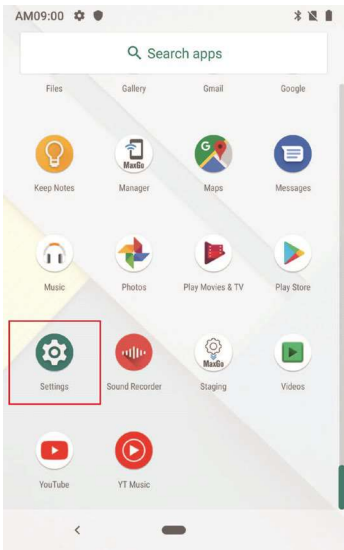 AM09:00
Search apps
Files Gallery Gmail Google
MaxGo
Keep Notes Manager Maps Messages
Music Photos Play Movies & TV Play Store
MaxGo
Settings Sound Recorder Staging Videos
YouTube YT Music